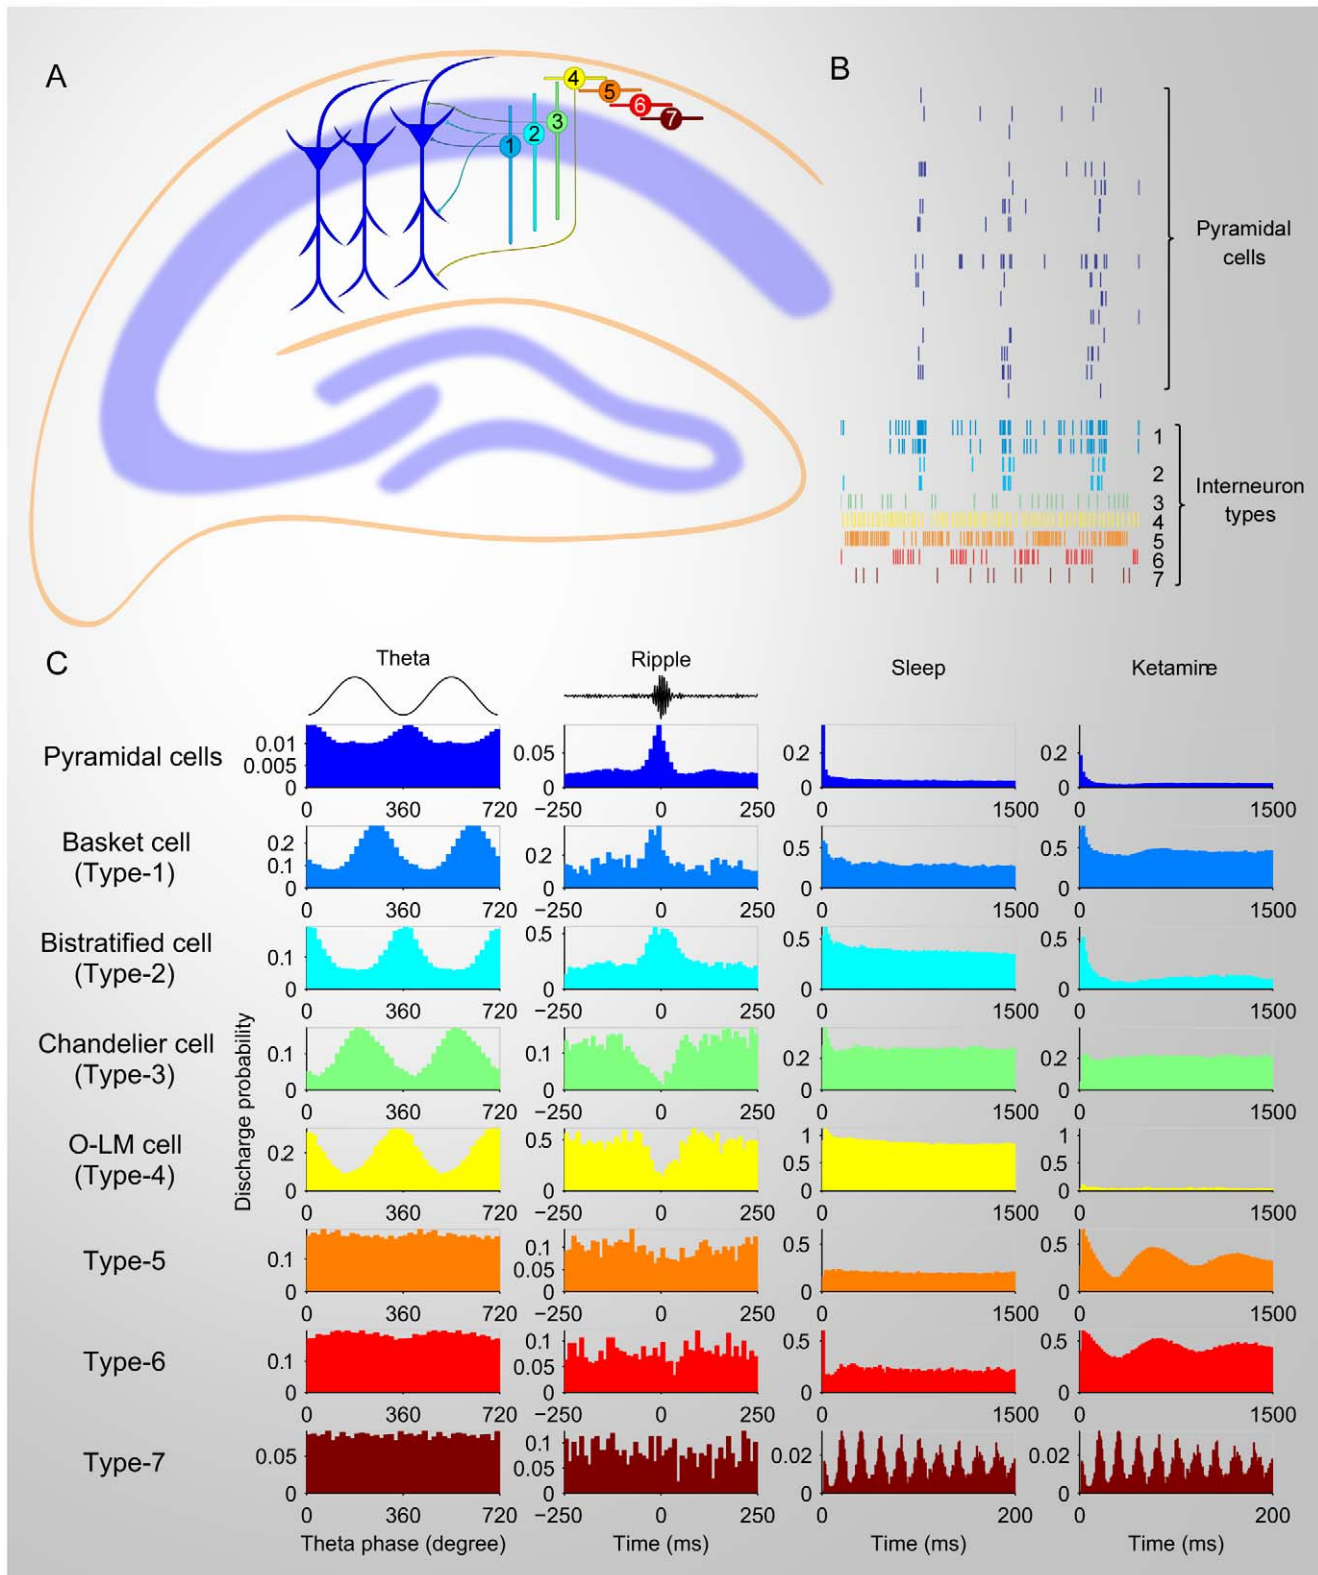 A
1
2
3
4
5
6
7
B
Pyramidal
cells
1
2
3
4
5
6
7
Interneuron
types
C
Theta
Ripple
Sleep
Ketamine
Pyramidal cells
0.01
0.005
0
0 360 720
0.05
0
−250 0 250
0.2
0
0 1500
0.2
0
0 1500
Basket cell
(Type-1)
0.2
0.1
0
0 360 720
0.2
0
−250 0 250
0.5
0
0 1500
0.5
0
0 1500
Bistratified cell
(Type-2)
0.1
0
0 360 720
0.5
0
−250 0 250
0.5
0
0 1500
0.5
0
0 1500
Chandelier cell
(Type-3)
0.1
0
0 360 720
0.1
0
−250 0 250
0.2
0
0 1500
0.2
0
0 1500
Discharge probability
O-LM cell
(Type-4)
0.2
0
0 360 720
0.5
0
−250 0 250
1
0.5
0
0 1500
1
0.5
0
0 1500
Type-5
0.1
0
0 360 720
0.1
0.05
0
−250 0 250
0.5
0
0 1500
0.5
0
0 1500
Type-6
0.1
0
0 360 720
0.1
0.05
0
−250 0 250
0.5
0
0 1500
0.5
0
0 1500
Type-7
0.05
0
0 360 720
0.1
0.05
0
−250 0 250
0.02
0
0 200
0.02
0
0 200
Theta phase (degree)
Time (ms)
Time (ms)
Time (ms)